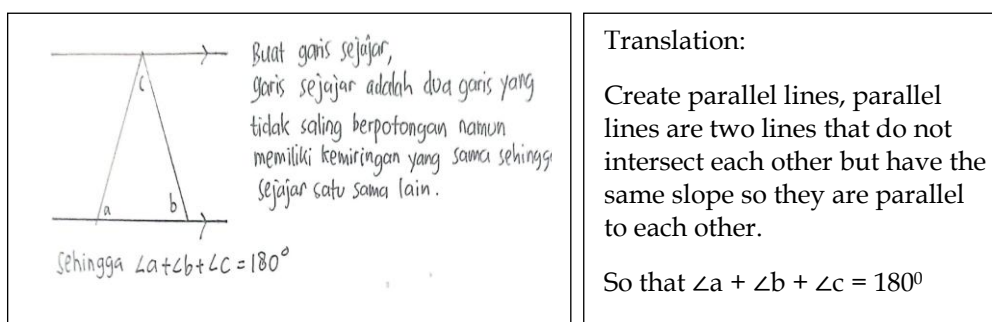 Buat garis sejajar,
garis sejajar adalah dua garis yang
tidak saling berpotongan namun
memiliki kemiringan yang sama sehingga
sejajar satu sama lain.
c
a b
sehingga ∠a+∠b+∠c = 180°
Translation:
Create parallel lines, parallel
lines are two lines that do not
intersect each other but have the
same slope so they are parallel
to each other.
So that ∠a + ∠b + ∠c = 180⁰